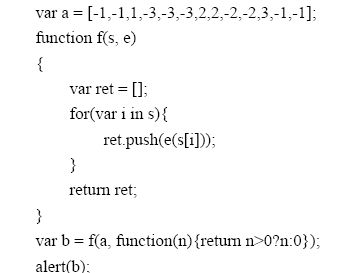 var a = [-1,-1,1,-3,-3,-3,2,2,-2,-2,3,-1,-1];
function f(s, e)
{
var ret = [];
for(var i in s){
ret.push(e(s[i]));
}
return ret;
}
var b = f(a, function(n){return n>0?n:0});
alert(b);